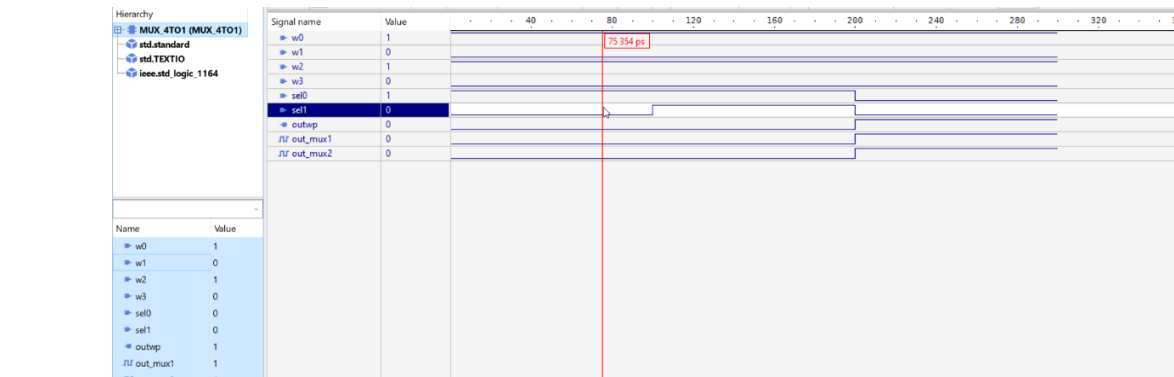 Hierarchy
MUX_4TO1 (MUX_4TO1)
std.standard
std.TEXTIO
ieee.std_logic_1164
Name Value
w0 1
w1 0
w2 1
w3 0
sel0 0
sel1 0
outwp 1
out_mux1 1
Signal name Value 40 80 120 160 200 240 280 320
w0 1
75 354 ps
w1 0
w2 1
w3 0
sel0 1
sel1 0
outwp 0
out_mux1 0
out_mux2 0